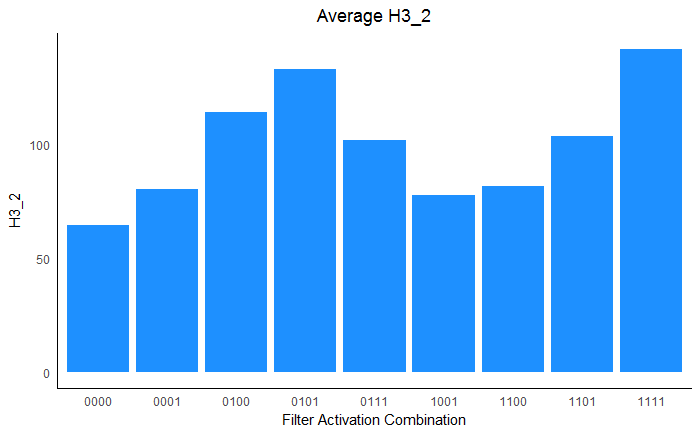 Average H3_2
H3_2
100
50
0
0000 0001 0100 0101 0111 1001 1100 1101 1111
Filter Activation Combination